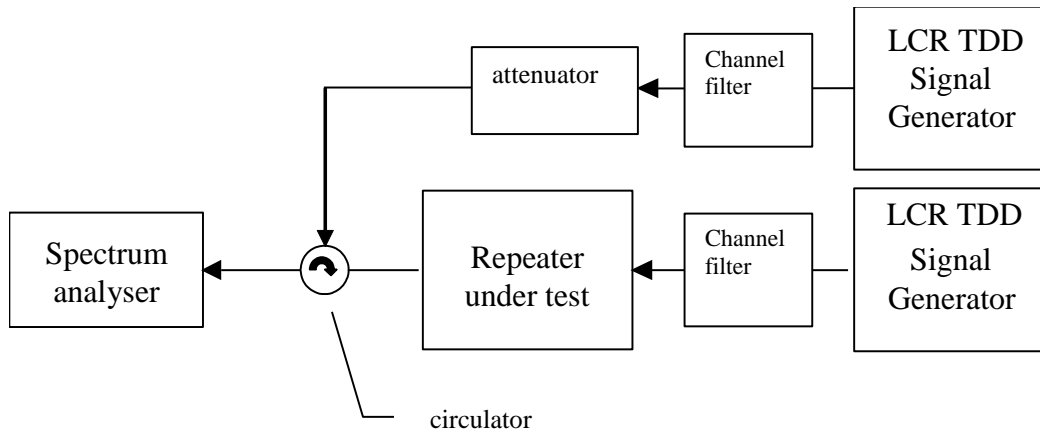 attenuator
Channel
filter
LCR TDD
Signal
Generator
Spectrum
analyser
Repeater
under test
Channel
filter
LCR TDD
Signal
Generator
circulator